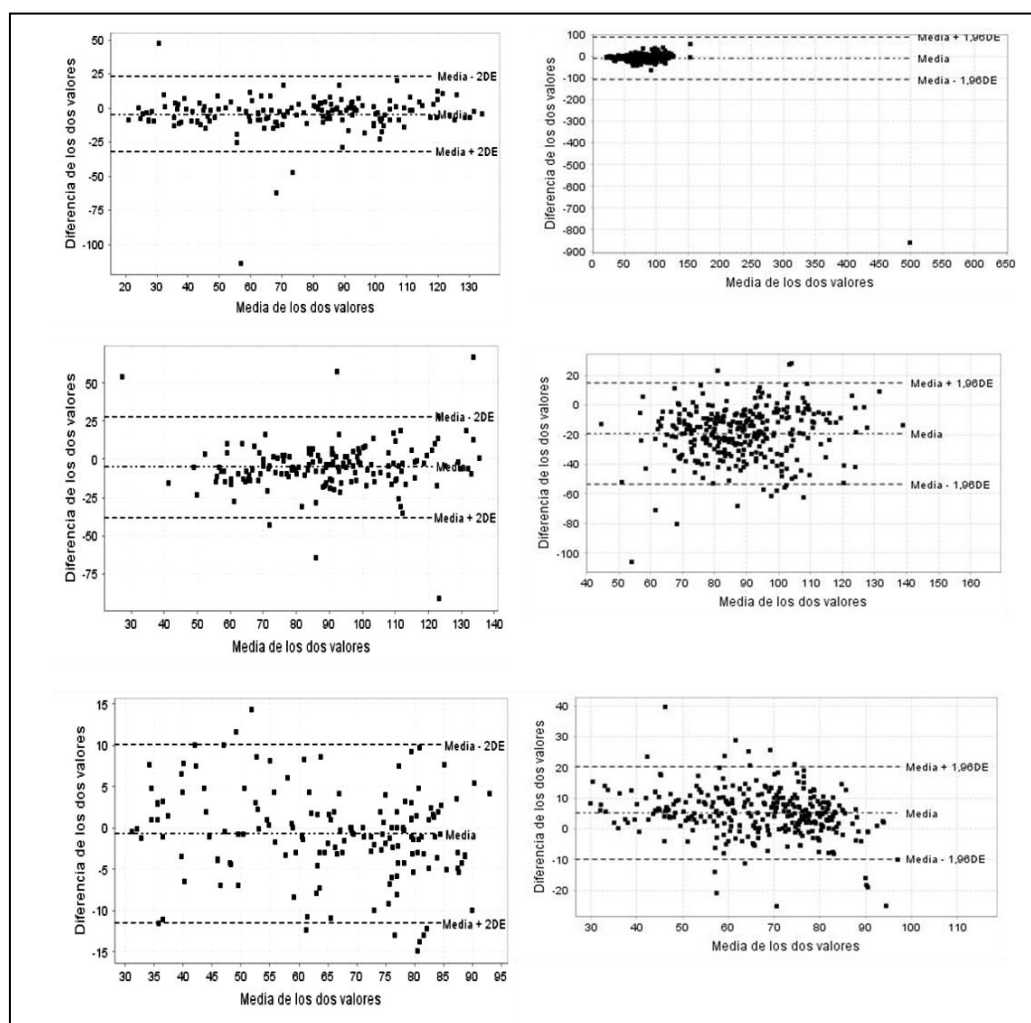 Diferencia de los dos valores
50
25
0
-25
-50
-75
-100
Media - 2DE
Media
Media + 2DE
20 30 40 50 60 70 80 90 100 110 120 130
Media de los dos valores
Diferencia de los dos valores
100
0
-100
-200
-300
-400
-500
-600
-700
-800
-900
Media + 1,96DE
Media
Media - 1,96DE
0 50 100 150 200 250 300 350 400 450 500 550 600 650
Media de los dos valores
Diferencia de los dos valores
50
25
0
-25
-50
-75
Media - 2DE
Media
Media + 2DE
30 40 50 60 70 80 90 100 110 120 130 140
Media de los dos valores
Diferencia de los dos valores
20
0
-20
-40
-60
-80
-100
Media + 1,96DE
Media
Media - 1,96DE
40 50 60 70 80 90 100 110 120 130 140 150 160
Media de los dos valores
Diferencia de los dos valores
15
10
5
0
-5
-10
-15
Media - 2DE
Media
Media + 2DE
30 35 40 45 50 55 60 65 70 75 80 85 90 95
Media de los dos valores
Diferencia de los dos valores
40
30
20
10
0
-10
-20
Media + 1,96DE
Media
Media - 1,96DE
30 40 50 60 70 80 90 100 110
Media de los dos valores